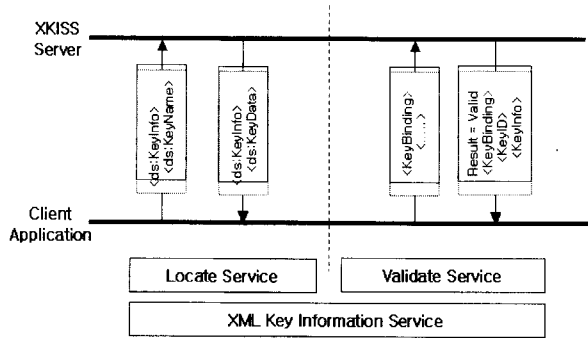 XKISS
Server
<ds:KeyInfo>
<ds:KeyName>
<ds:KeyInfo>
<ds:KeyData>
<KeyBinding>
<....>
Result = Valid
<KeyBinding>
<KeyID>
<KeyInfo>
Client
Application
Locate Service
Validate Service
XML Key Information Service